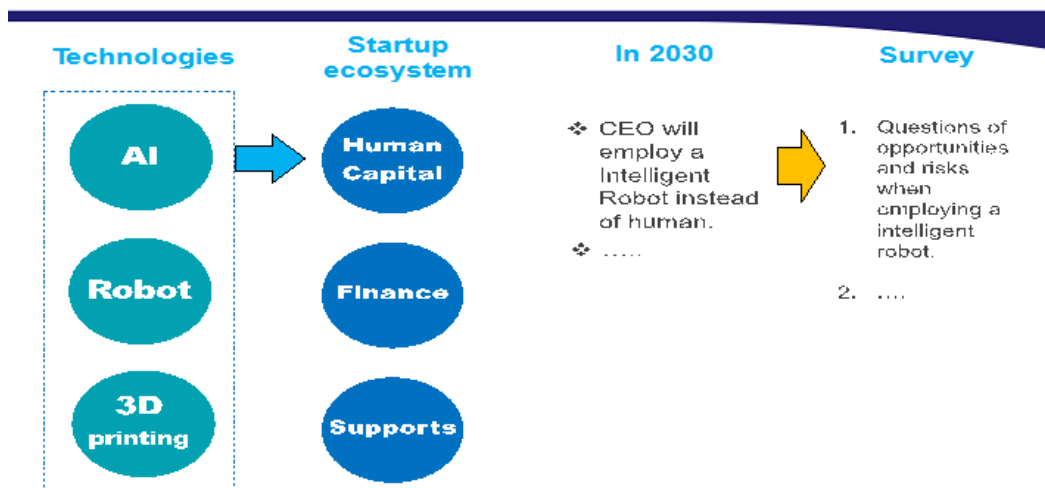 Technologies
AI
Robot
3D
printing
Startup
ecosystem
Human
Capital
Finance
Supports
In 2030
❖ CEO will
employ a
Intelligent
Robot instead
of human.
❖ .....
Survey
1. Questions of
opportunities
and risks
when
employing a
intelligent
robot.
2. ....